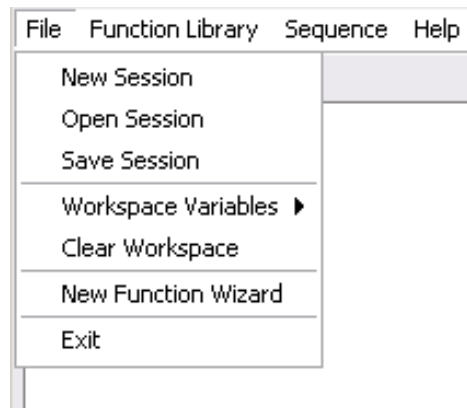 File Function Library Sequence Help
New Session
Open Session
Save Session
Workspace Variables
Clear Workspace
New Function Wizard
Exit